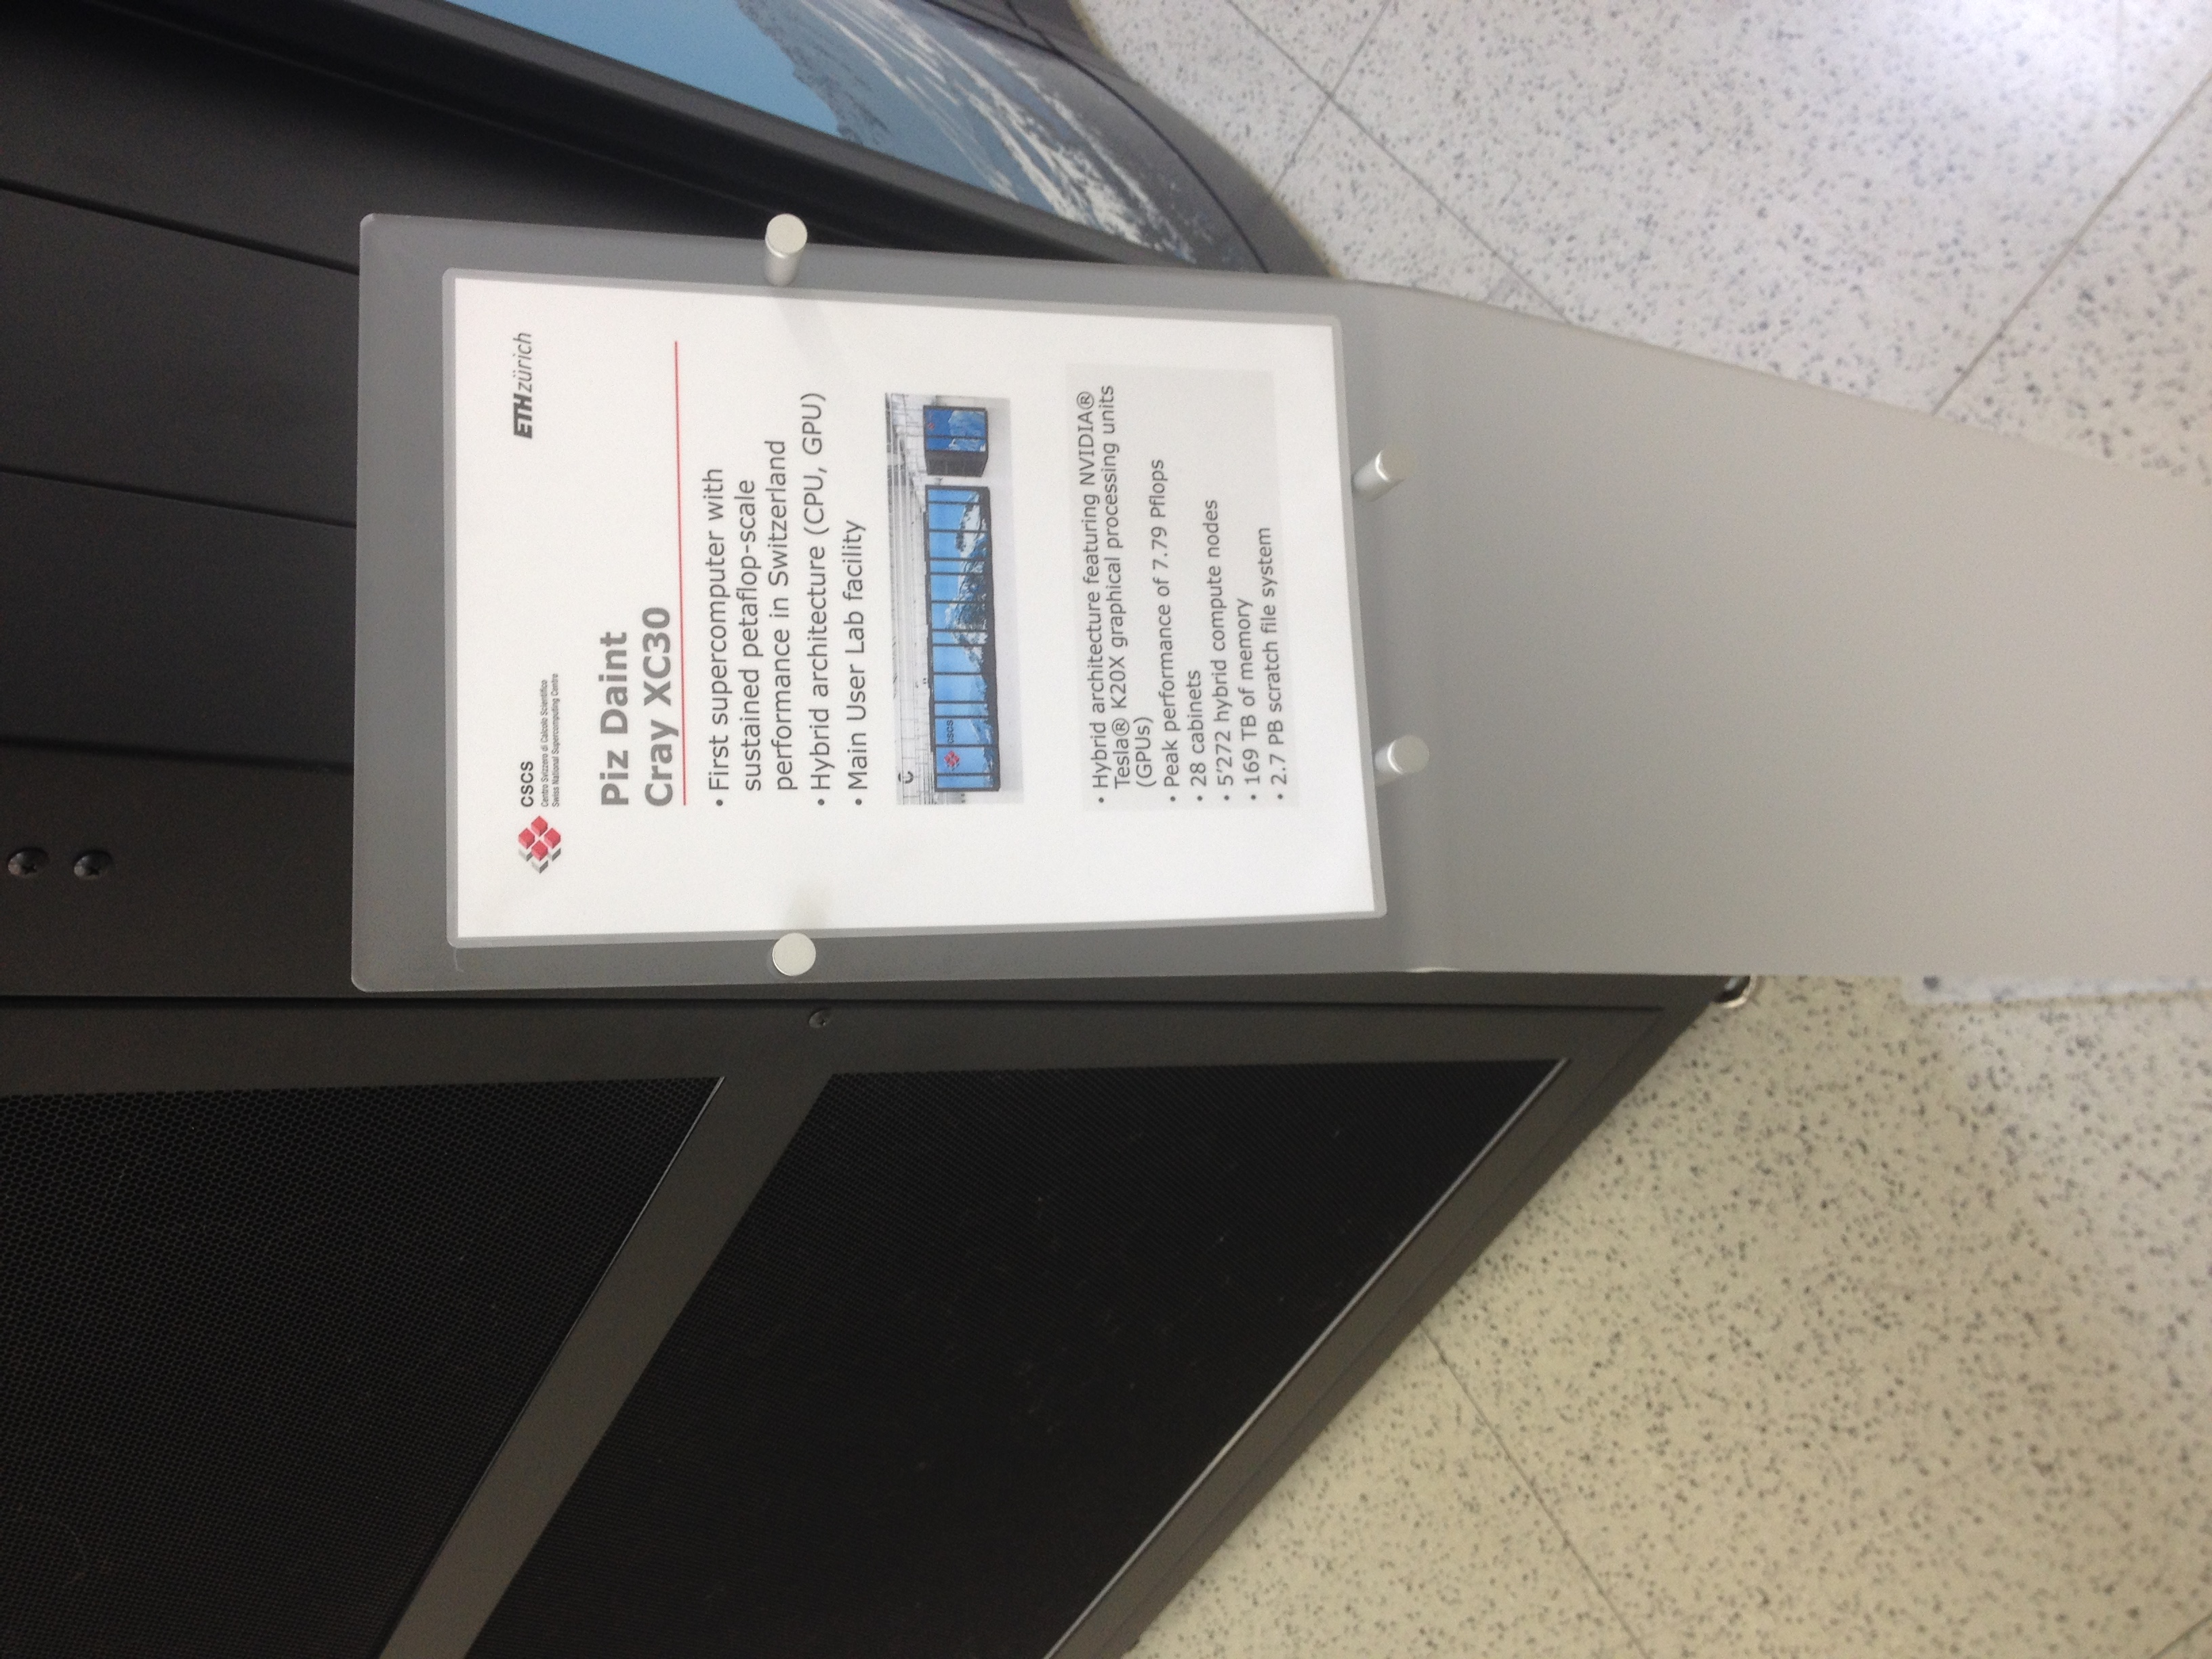 CSCS
Centro Svizzero di Calcolo Scientifico
Swiss National Supercomputing Centre
ETH zürich
Piz Daint
Cray XC30
• First supercomputer with
sustained petaflop-scale
performance in Switzerland
• Hybrid architecture (CPU, GPU)
• Main User Lab facility
CSCS
• Hybrid architecture featuring NVIDIA®
Tesla® K20X graphical processing units
(GPUs)
• Peak performance of 7.79 Pflops
• 28 cabinets
• 5’272 hybrid compute nodes
• 169 TB of memory
• 2.7 PB scratch file system